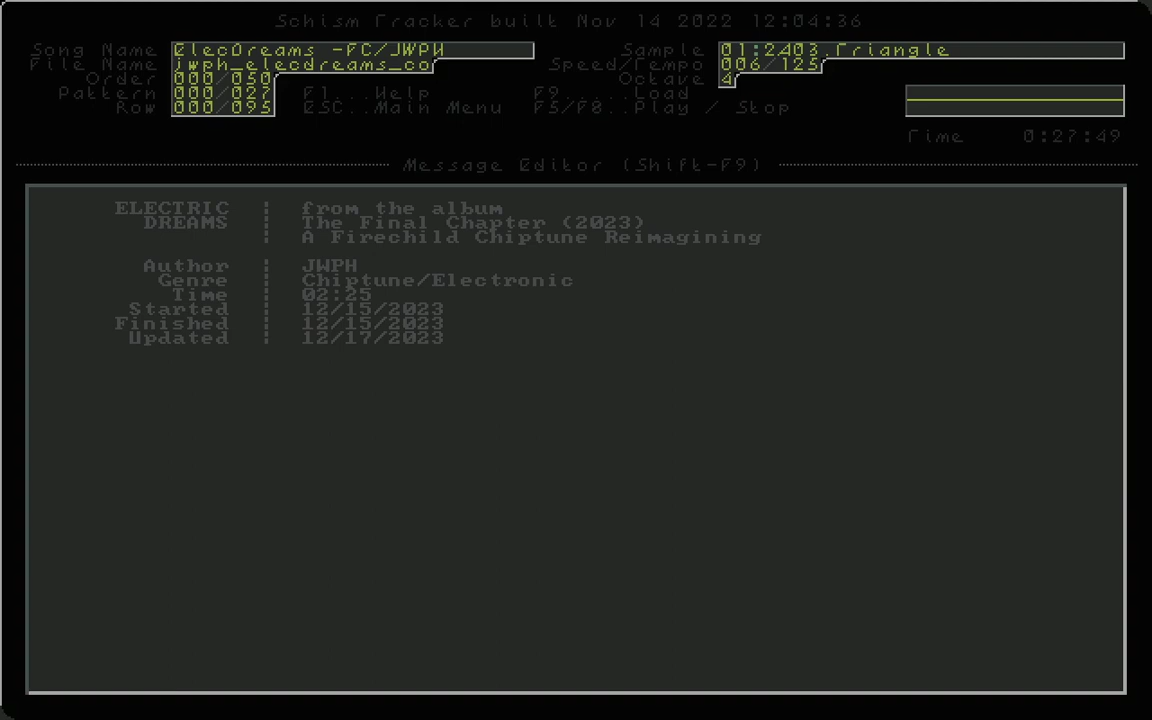 Schism Tracker built Nov 14 2022 12:04:36
Song Name ElecDreams -FC/JWPH Sample 01:2A03.Triangle
File Name jwph_elecdreams_co Speed/Tempo 006/125
Order 000/050 Octave 4
Pattern 000/027 F1...Help F9.....Load
Row 000/095 ESC..Main Menu F5/F8..Play / Stop
Time 0:27:49
Message Editor (Shift-F9)
ELECTRIC ¦ from the album
DREAMS ¦ The Final Chapter (2023)
¦ A Firechild Chiptune Reimagining
Author ¦ JWPH
Genre ¦ Chiptune/Electronic
Time ¦ 02:25
Started ¦ 12/15/2023
Finished ¦ 12/15/2023
Updated ¦ 12/17/2023